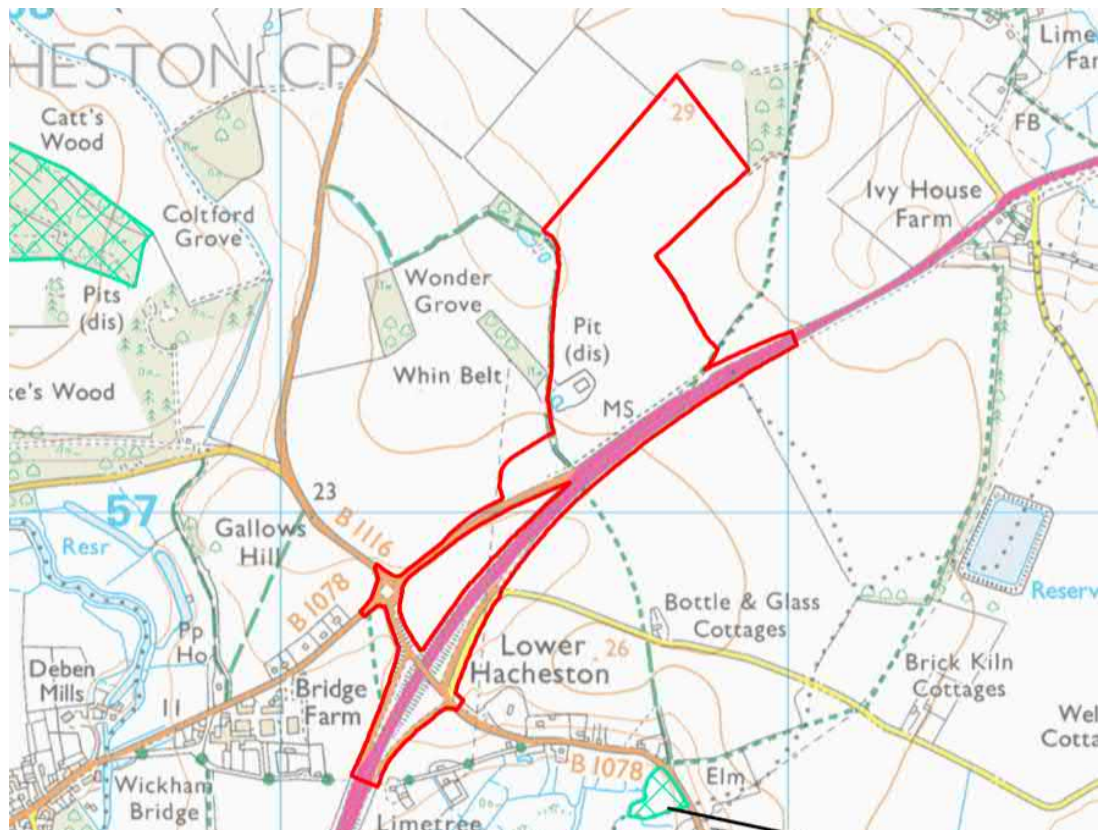 HESTON CP
Catt's
Wood
Coltford
Grove
Pits
(dis)
ke's Wood
Wonder
Grove
Whin Belt
Pit
(dis)
MS
29
Lime
Far
FB
Ivy House
Farm
57
Resr
23
Gallows
Hill
B 1116
B 1078
Pp
Ho
Deben
Mills
11
Bridge
Farm
Wickham
Bridge
Lower
Hacheston
26
Bottle & Glass
Cottages
Reserv
Brick Kiln
Cottages
Wel
Cotta
B 1078
Elm
Limetree